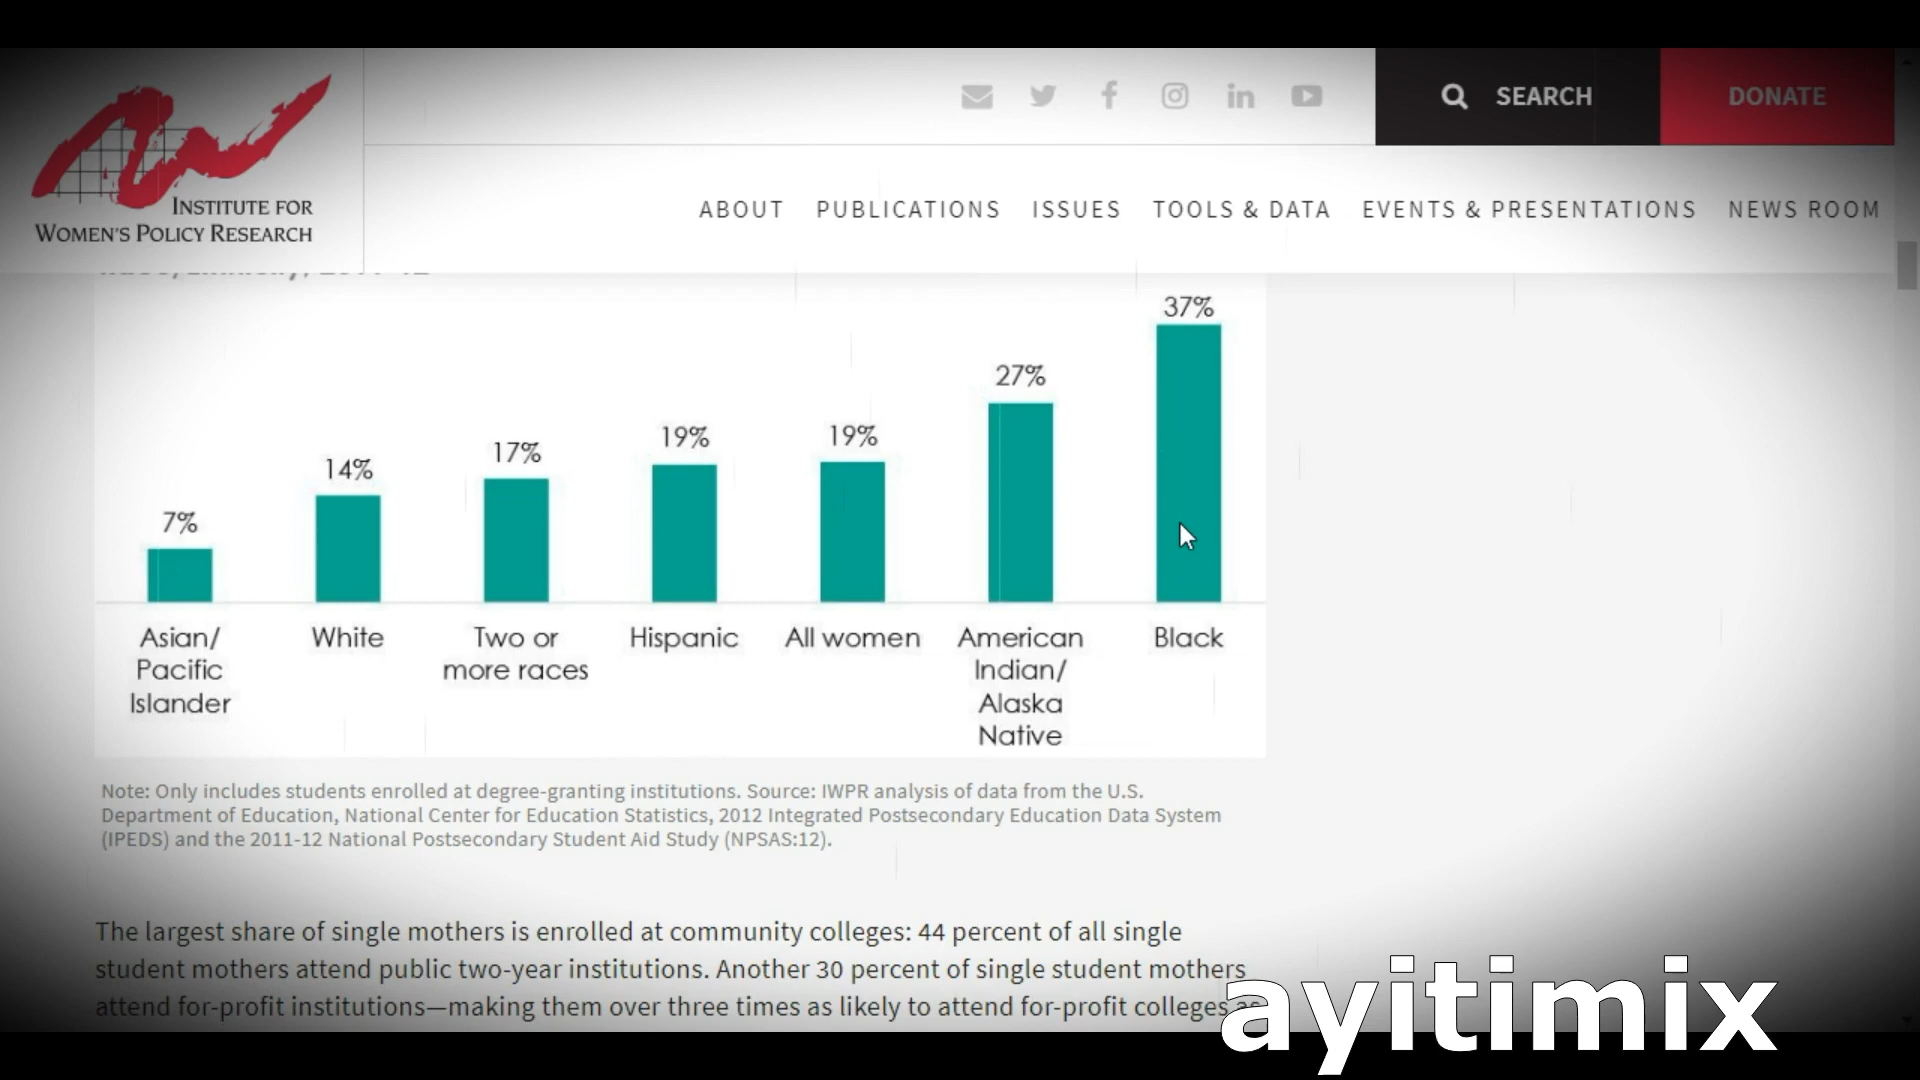 SEARCH
DONATE
INSTITUTE FOR
WOMEN'S POLICY RESEARCH
ABOUT PUBLICATIONS ISSUES TOOLS & DATA EVENTS & PRESENTATIONS NEWS ROOM
37%
27%
19% 19%
17%
14%
7%
Asian/ Pacific Islander
White
Two or more races
Hispanic
All women
American Indian/ Alaska Native
Black
Note: Only includes students enrolled at degree-granting institutions. Source: IWPR analysis of data from the U.S.
Department of Education, National Center for Education Statistics, 2012 Integrated Postsecondary Education Data System
(IPEDS) and the 2011-12 National Postsecondary Student Aid Study (NPSAS:12).
The largest share of single mothers is enrolled at community colleges: 44 percent of all single
student mothers attend public two-year institutions. Another 30 percent of single student mothers
attend for-profit institutions—making them over three times as likely to attend for-profit colleges as
ayitimix